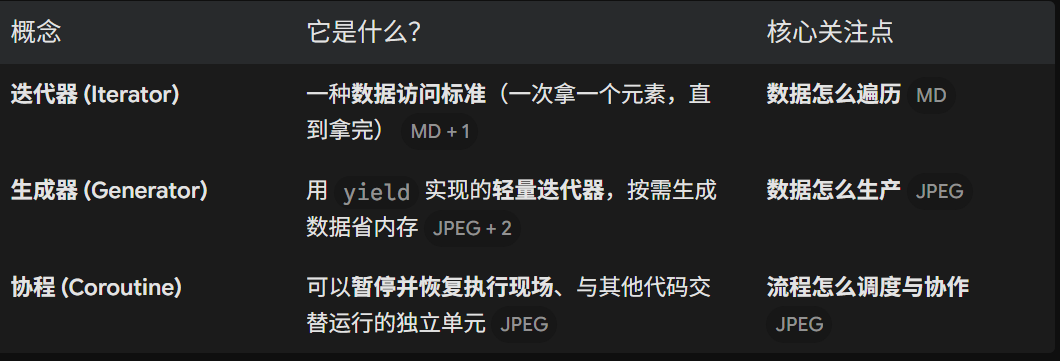 概念 它是什么？ 核心关注点
迭代器 (Iterator) 一种数据访问标准（一次拿一个元素，直 数据怎么遍历 MD
到拿完） MD + 1
生成器 (Generator) 用 yield 实现的轻量迭代器，按需生成 数据怎么生产 JPEG
数据省内存 JPEG + 2
协程 (Coroutine) 可以暂停并恢复执行现场、与其他代码交 流程怎么调度与协作
替运行的独立单元 JPEG JPEG